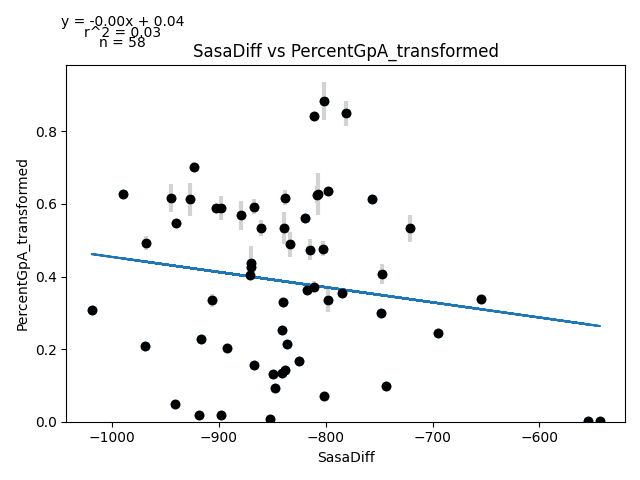 y = -0.00x + 0.04
r^2 = 0.03
n = 58
SasaDiff vs PercentGpA_transformed
PercentGpA_transformed
0.8
0.6
0.4
0.2
0.0
−1000
−900
−800
−700
−600
SasaDiff